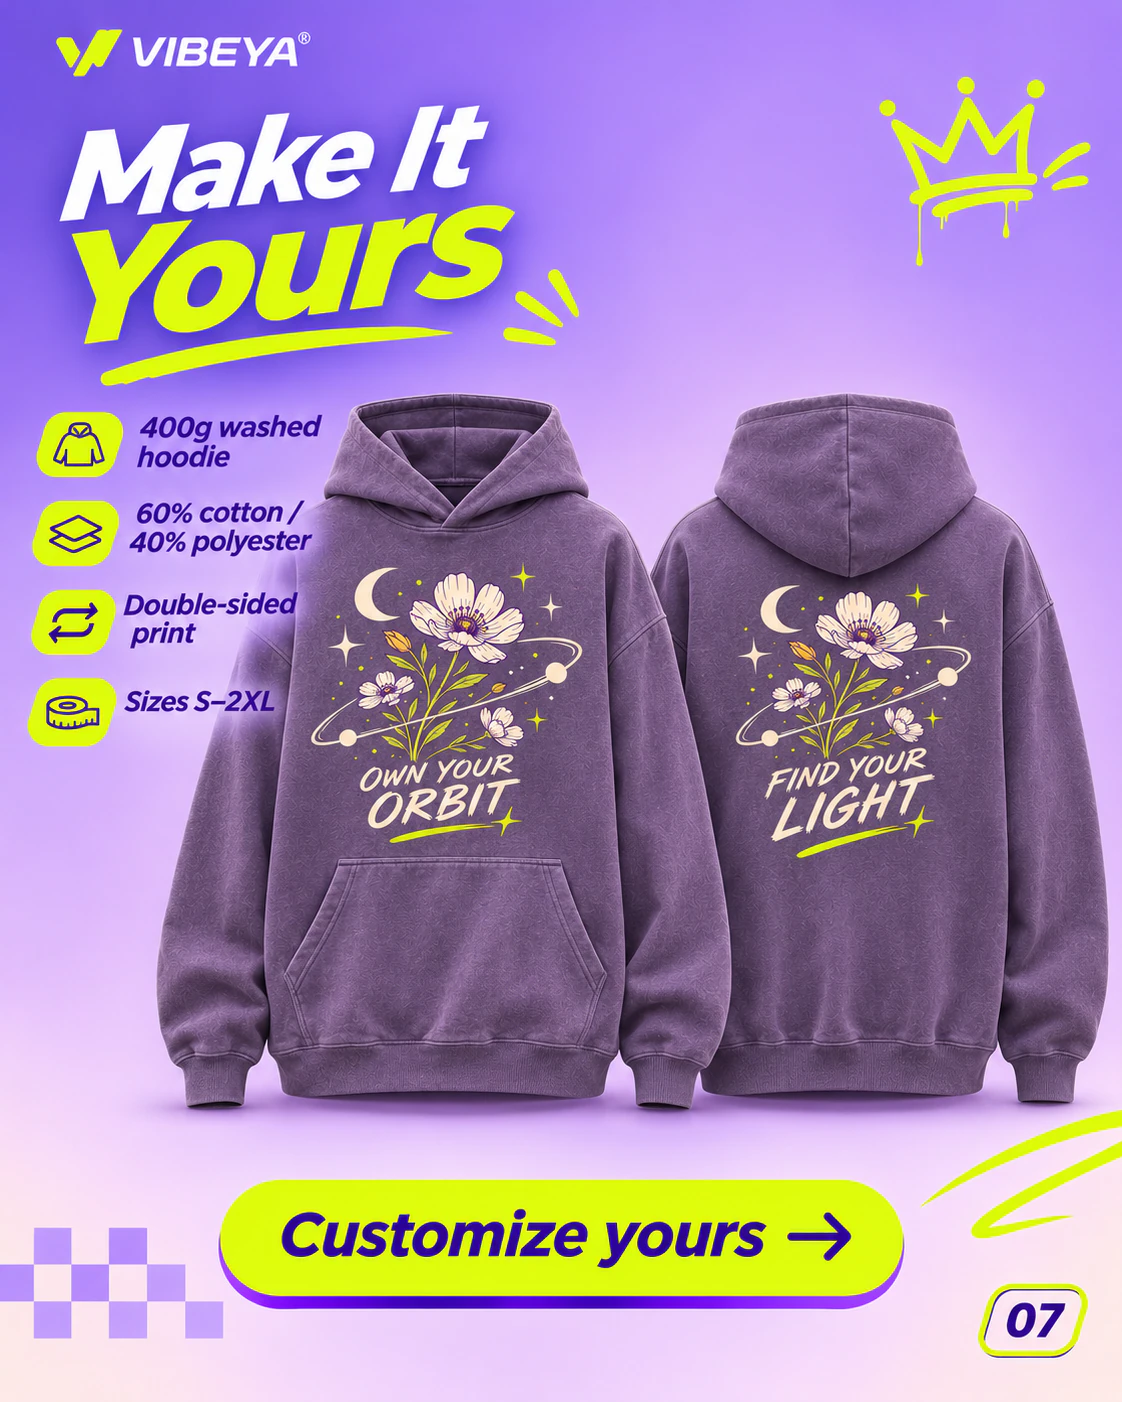 VIBEYA®
Make It
Yours
400g washed
hoodie
60% cotton /
40% polyester
Double-sided
print
Sizes S–2XL
OWN YOUR
ORBIT
FIND YOUR
LIGHT
Customize yours →
07